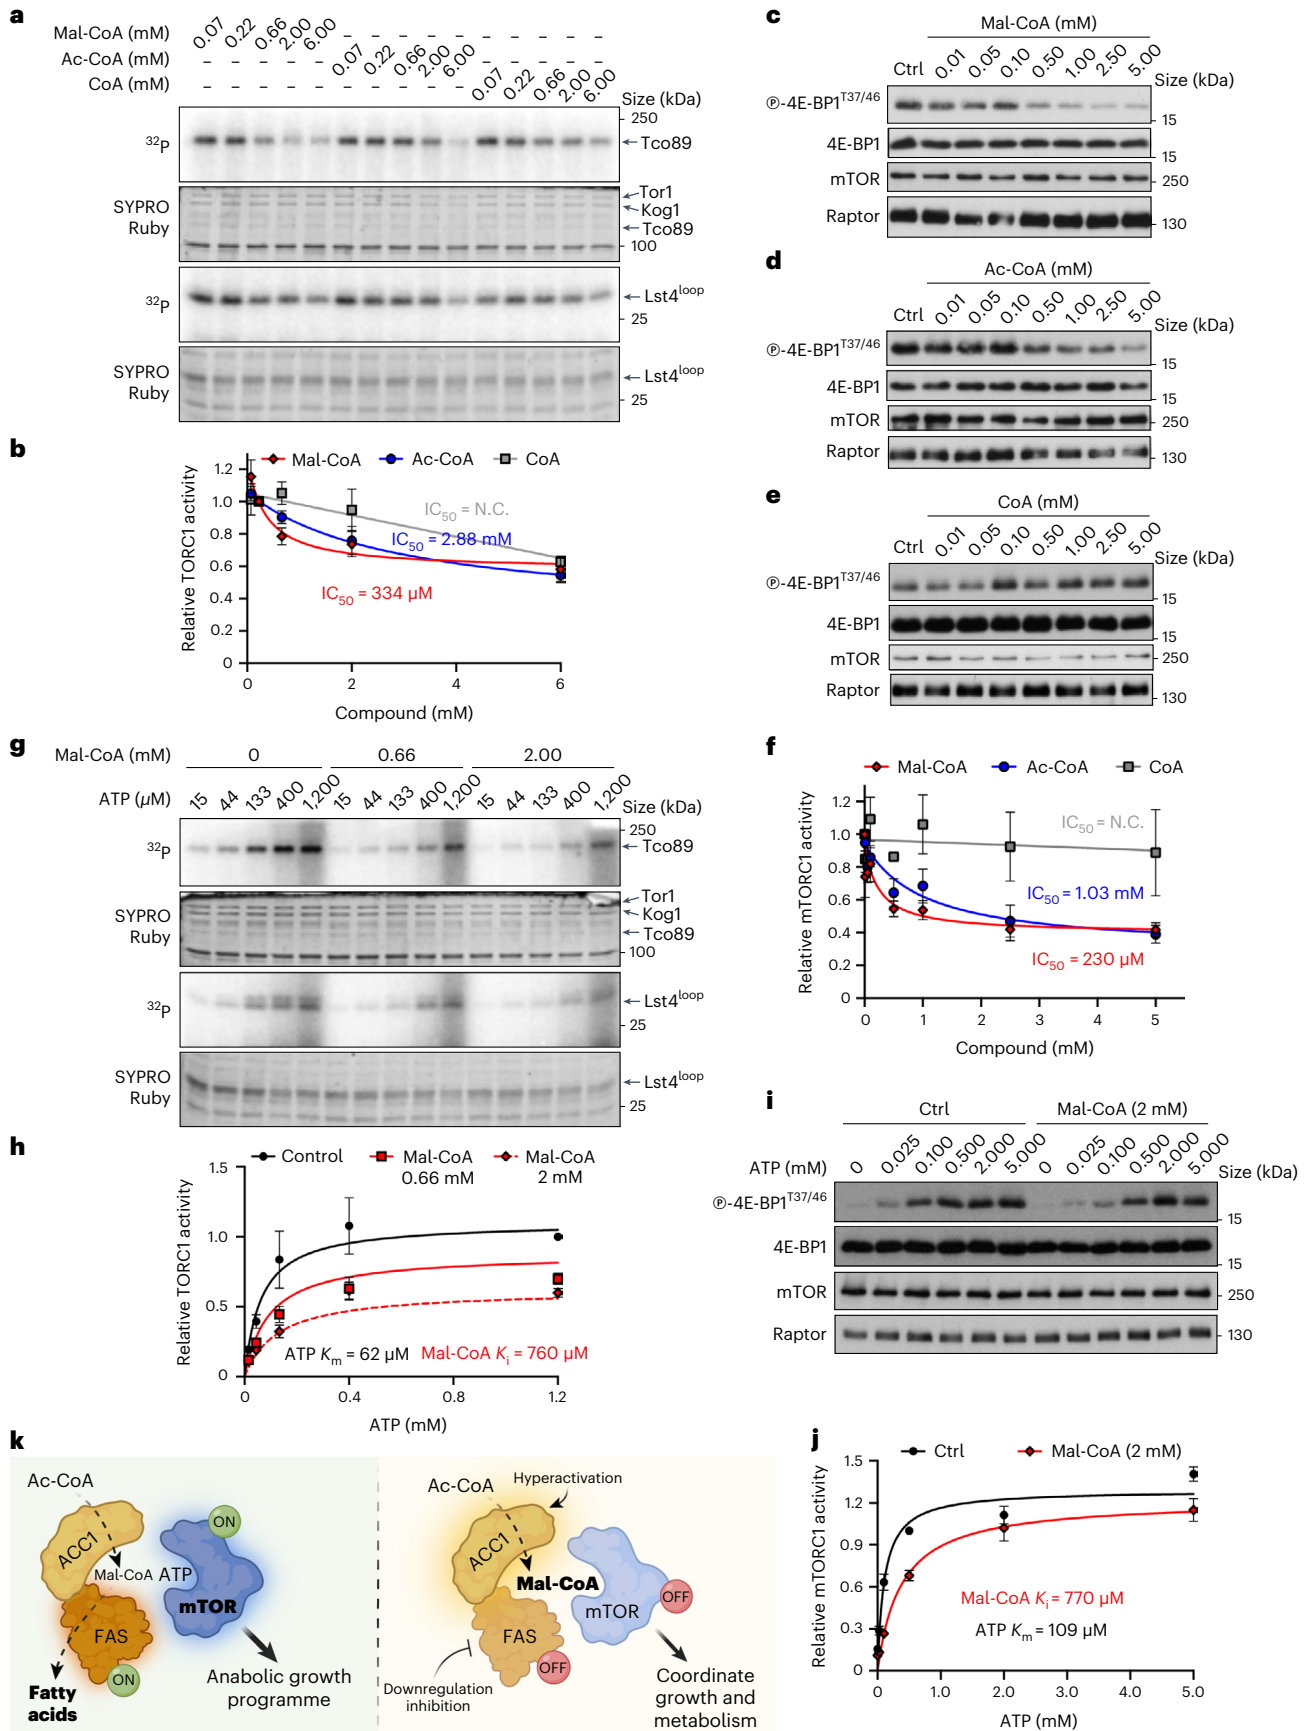 a
Mal-CoA (mM) 0.07 0.22 0.66 2.00 6.00 – – – – – – – – – –
Ac-CoA (mM) – – – – – 0.07 0.22 0.66 2.00 6.00 – – – – –
CoA (mM) – – – – – – – – – – 0.07 0.22 0.66 2.00 6.00
Size (kDa)
250
32P
Tco89
SYPRO
Ruby
Tor1
Kog1
Tco89
100
32P
Lst4loop
25
SYPRO
Ruby
Lst4loop
25
b
Mal-CoA Ac-CoA CoA
Relative TORC1 activity
1.2
1.0
0.8
0.6
0.4
0.2
0
IC50 = N.C.
IC50 = 2.88 mM
IC50 = 334 µM
0 2 4 6
Compound (mM)
c
Mal-CoA (mM)
Ctrl 0.01 0.05 0.10 0.50 1.00 2.50 5.00
Size (kDa)
Ⓟ-4E-BP1T37/46
15
4E-BP1
15
mTOR
250
Raptor
130
d
Ac-CoA (mM)
Ctrl 0.01 0.05 0.10 0.50 1.00 2.50 5.00
Size (kDa)
Ⓟ-4E-BP1T37/46
15
4E-BP1
15
mTOR
250
Raptor
130
e
CoA (mM)
Ctrl 0.01 0.05 0.10 0.50 1.00 2.50 5.00
Size (kDa)
Ⓟ-4E-BP1T37/46
15
4E-BP1
15
mTOR
250
Raptor
130
g
Mal-CoA (mM) 0 0.66 2.00
ATP (µM) 15 44 133 400 1,200 15 44 133 400 1,200 15 44 133 400 1,200
Size (kDa)
250
32P
Tco89
SYPRO
Ruby
Tor1
Kog1
Tco89
100
32P
Lst4loop
25
SYPRO
Ruby
Lst4loop
25
f
Mal-CoA Ac-CoA CoA
Relative mTORC1 activity
1.2
1.0
0.8
0.6
0.4
0.2
0
IC50 = N.C.
IC50 = 1.03 mM
IC50 = 230 µM
0 1 2 3 4 5
Compound (mM)
h
Control Mal-CoA 0.66 mM Mal-CoA 2 mM
Relative TORC1 activity
1.5
1.0
0.5
0
ATP Km = 62 µM Mal-CoA Ki = 760 µM
0 0.4 0.8 1.2
ATP (mM)
i
Ctrl Mal-CoA (2 mM)
ATP (mM) 0 0.025 0.100 0.500 2.000 5.000 0 0.025 0.100 0.500 2.000 5.000
Size (kDa)
Ⓟ-4E-BP1T37/46
15
4E-BP1
15
mTOR
250
Raptor
130
k
Ac-CoA
ACC1
Mal-CoA ATP
ON
mTOR
FAS
ON
Fatty
acids
Anabolic growth
programme
Ac-CoA
Hyperactivation
ACC1
Mal-CoA
mTOR
OFF
FAS
OFF
Downregulation
inhibition
Coordinate
growth and
metabolism
j
Ctrl Mal-CoA (2 mM)
Relative mTORC1 activity
1.5
1.2
0.9
0.6
0.3
0
Mal-CoA Ki = 770 µM
ATP Km = 109 µM
0 1.0 2.0 3.0 4.0 5.0
ATP (mM)